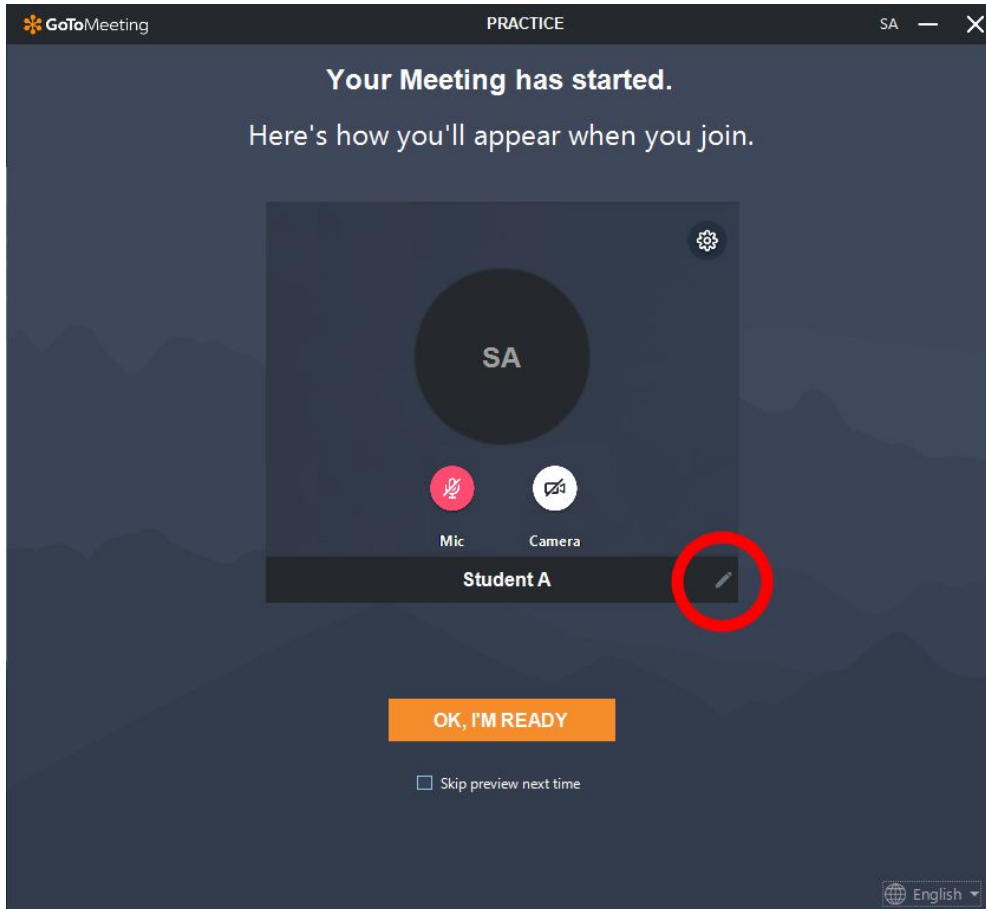 GoToMeeting PRACTICE SA
Your Meeting has started.
Here's how you'll appear when you join.
SA
Mic Camera
Student A
OK, I'M READY
Skip preview next time
English